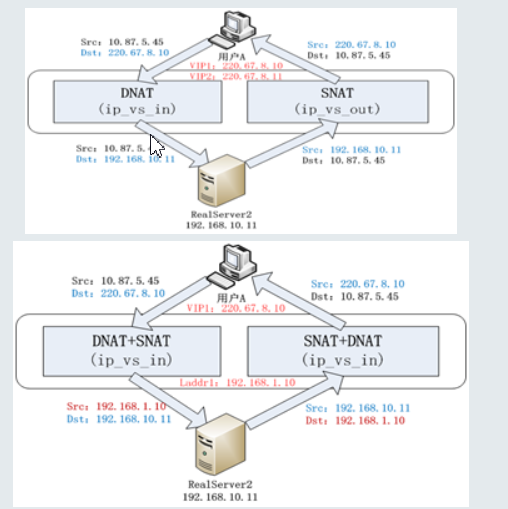 Src: 10.87.5.45
Dst: 220.67.8.10
用户A
Src: 220.67.8.10
Dst: 10.87.5.45
VIP1: 220.67.8.10
VIP2: 220.67.8.11
DNAT
(ip_vs_in)
SNAT
(ip_vs_out)
Src: 10.87.5.
Dst: 192.168.10.11
Src: 192.168.10.11
Dst: 10.87.5.45
RealServer2
192.168.10.11
Src: 10.87.5.45
Dst: 220.67.8.10
用户A
Src: 220.67.8.10
Dst: 10.87.5.45
VIP1: 220.67.8.10
DNAT+SNAT
(ip_vs_in)
SNAT+DNAT
(ip_vs_in)
Laddr1: 192.168.1.10
Src: 192.168.1.10
Dst: 192.168.10.11
Src: 192.168.10.11
Dst: 192.168.1.10
RealServer2
192.168.10.11